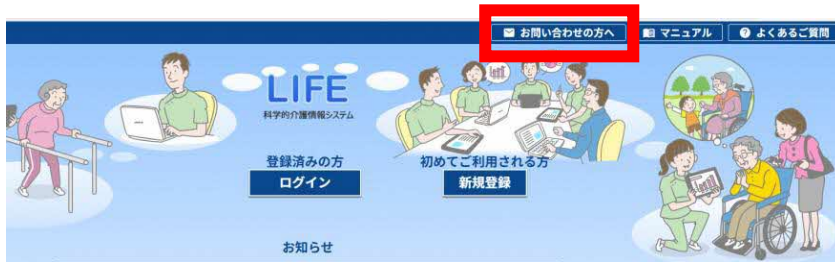 お問い合わせの方へ マニュアル よくあるご質問
LIFE
科学的介護情報システム
登録済みの方 初めてご利用される方
ログイン 新規登録
お知らせ